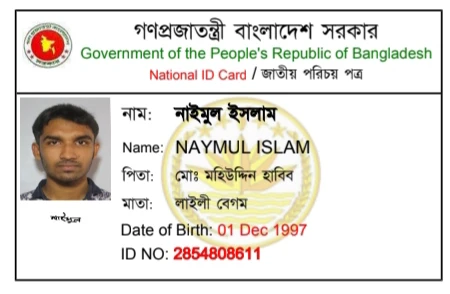 গণপ্রজাতন্ত্রী বাংলাদেশ সরকার
Government of the People's Republic of Bangladesh
National ID Card / জাতীয় পরিচয় পত্র
নাম: নাইমুল ইসলাম
Name: NAYMUL ISLAM
পিতা: মোঃ মহিউদ্দিন হাবিব
মাতা: লাইলী বেগম
নাইমুল
Date of Birth: 01 Dec 1997
ID NO: 2854808611